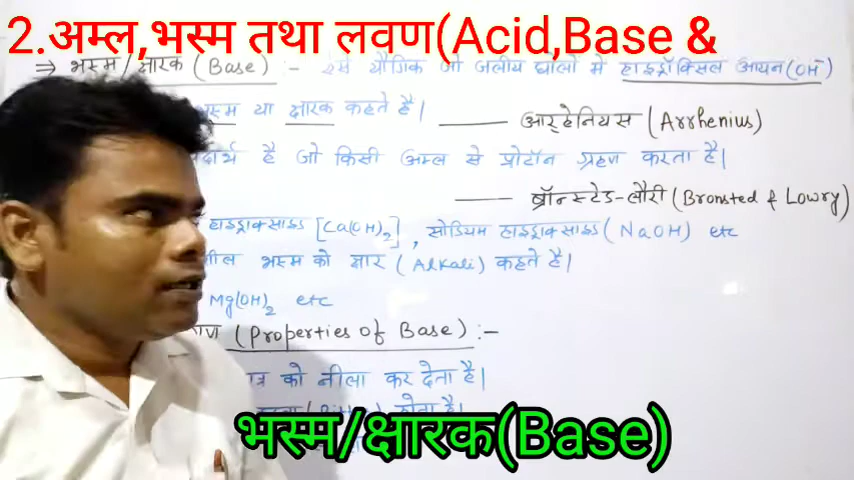 2.अम्ल,भस्म तथा लवण(Acid,Base &
⇒ भस्म/क्षारक (Base) :- ऐसे यौगिक जो जलीय घोलों में हाइड्रॉक्सिल आयन(OH⁻)
भस्म या क्षारक कहते है।
—— आर्हेनियस (Arrhenius)
पदार्थ है जो किसी अम्ल से प्रोटॉन ग्रहण करता है।
—— ब्रॉन्स्टेड-लौरी (Bronsted & Lowry)
हाइड्राक्साइड [Ca(OH)₂], सोडियम हाइड्राक्साइड (NaOH) etc
भस्म को क्षार (Alkali) कहते है।
Mg(OH)₂ etc
(Properties of Base) :-
को नीला कर देता है।
होता है।
भस्म/क्षारक(Base)